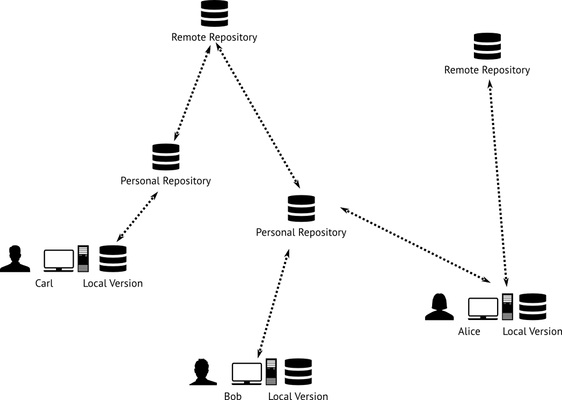 Remote Repository
Remote Repository
Personal Repository
Personal Repository
Carl Local Version
Alice Local Version
Bob Local Version